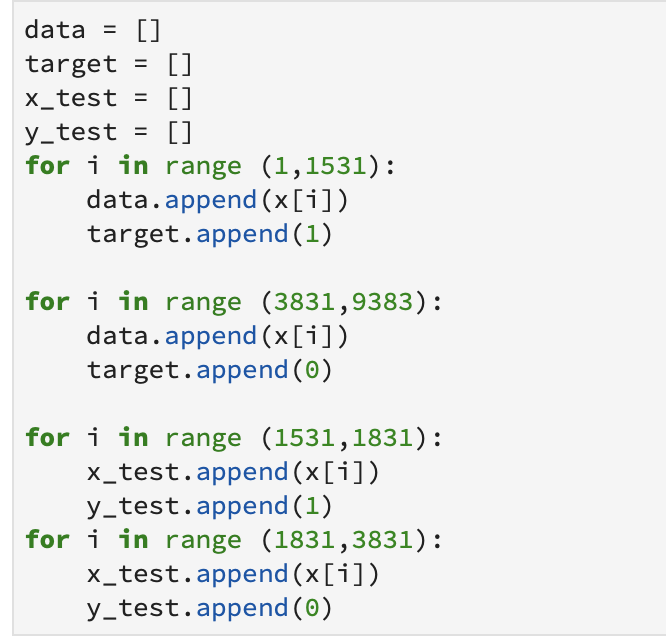 data = []
target = []
x_test = []
y_test = []
for i in range (1,1531):
    data.append(x[i])
    target.append(1)

for i in range (3831,9383):
    data.append(x[i])
    target.append(0)

for i in range (1531,1831):
    x_test.append(x[i])
    y_test.append(1)
for i in range (1831,3831):
    x_test.append(x[i])
    y_test.append(0)